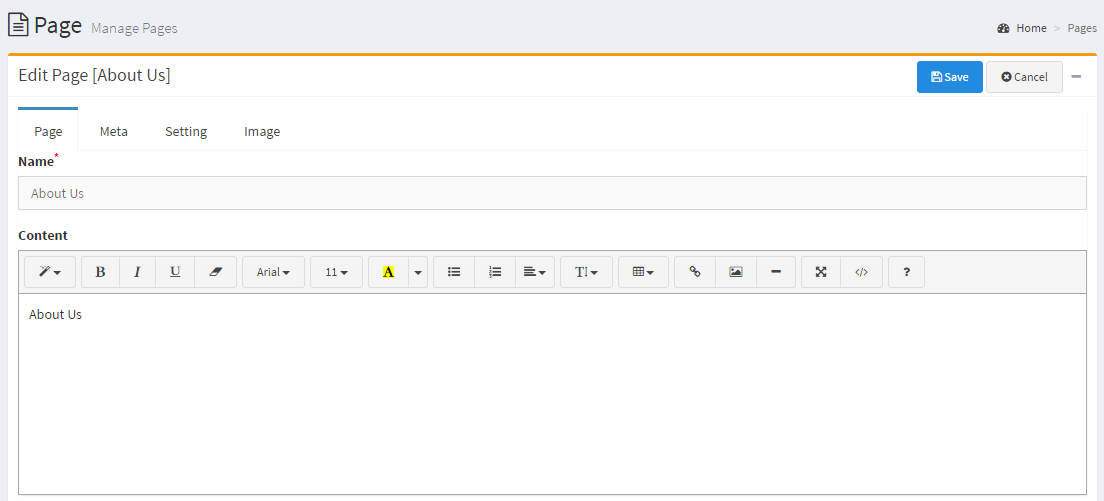 Page Manage Pages
Home > Pages
Edit Page [About Us]
Save Cancel
Page Meta Setting Image
Name*
About Us
Content
B I U Arial 11 A T ?
About Us